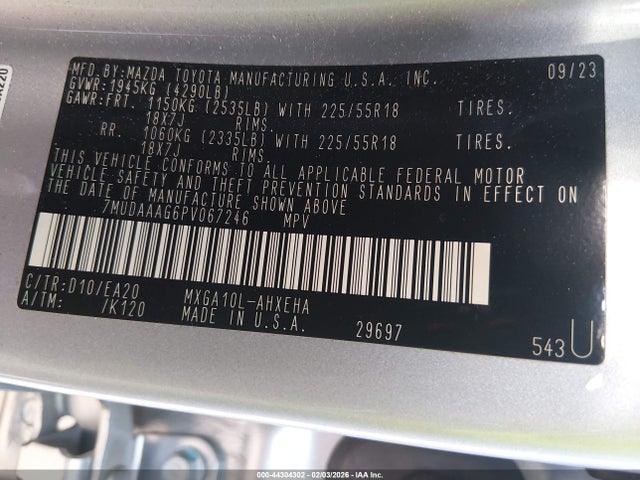 MFD.BY:MAZDA TOYOTA MANUFACTURING U.S.A. INC. 09/23
GVWR:1945KG (4290LB)
GAWR:FRT. 1150KG (2535LB) WITH 225/55R18 TIRES.
18X7J RIMS.
RR. 1060KG (2335LB) WITH 225/55R18 TIRES.
18X7J RIMS.
THIS VEHICLE CONFORMS TO ALL APPLICABLE FEDERAL MOTOR
VEHICLE SAFETY AND THEFT PREVENTION STANDARDS IN EFFECT ON
THE DATE OF MANUFACTURE SHOWN ABOVE.
7MUDAAAG6PV067246 MPV
C/TR:D10/EA20 MXGA10L-AHXEHA
A/TM: /K120 MADE IN U.S.A. 29697
543U
000-44304302 - 02/03/2026 - IAA Inc.